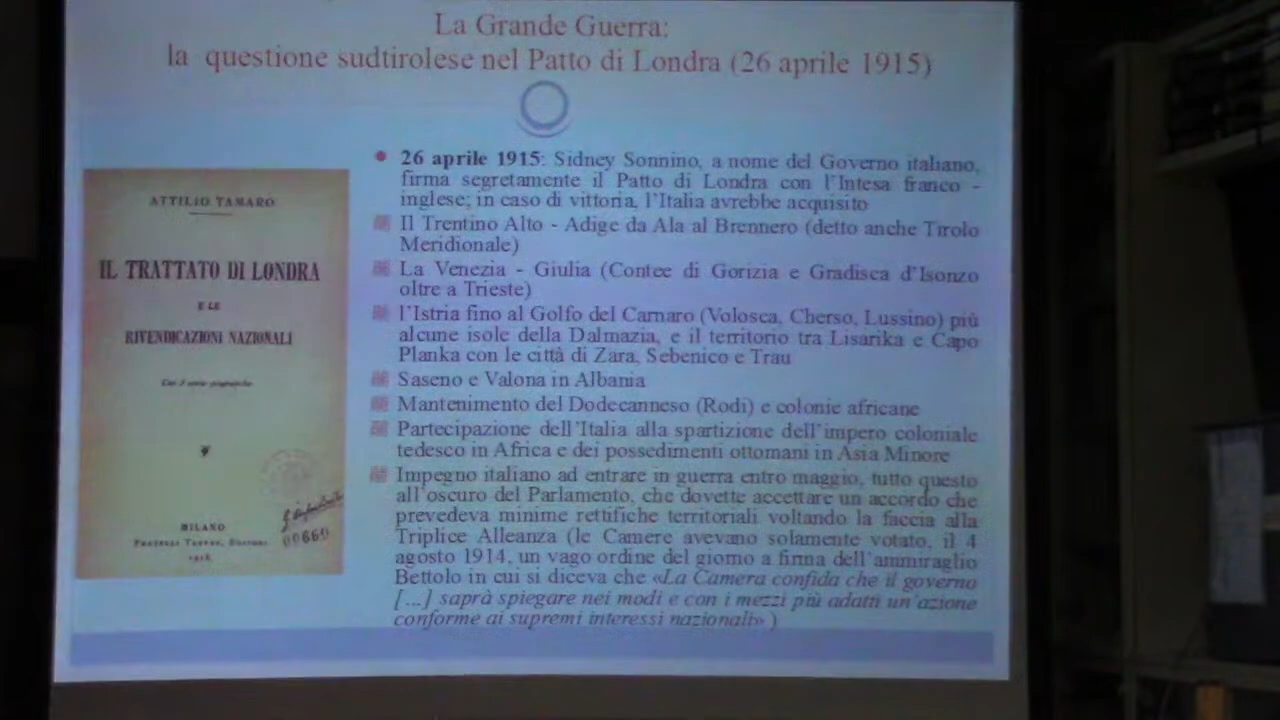 La Grande Guerra:
la questione sudtirolese nel Patto di Londra (26 aprile 1915)
ATTILIO TAMARO
IL TRATTATO DI LONDRA
E LE
RIVENDICAZIONI NAZIONALI
MILANO
FRATELLI TREVES, EDITORI
00660
• 26 aprile 1915: Sidney Sonnino, a nome del Governo italiano,
firma segretamente il Patto di Londra con l'Intesa franco -
inglese; in caso di vittoria, l'Italia avrebbe acquisito
Il Trentino Alto - Adige da Ala al Brennero (detto anche Tirolo
Meridionale)
La Venezia - Giulia (Contee di Gorizia e Gradisca d'Isonzo
oltre a Trieste)
l'Istria fino al Golfo del Carnaro (Volosca, Cherso, Lussino) più
alcune isole della Dalmazia, e il territorio tra Lisarika e Capo
Planka con le città di Zara, Sebenico e Trau
Saseno e Valona in Albania
Mantenimento del Dodecanneso (Rodi) e colonie africane
Partecipazione dell'Italia alla spartizione dell'impero coloniale
tedesco in Africa e dei possedimenti ottomani in Asia Minore
Impegno italiano ad entrare in guerra entro maggio, tutto questo
all'oscuro del Parlamento, che dovette accettare un accordo che
prevedeva minime rettifiche territoriali voltando la faccia alla
Triplice Alleanza (le Camere avevano solamente votato, il 4
agosto 1914, un vago ordine del giorno a firma dell'ammiraglio
Bettolo in cui si diceva che «La Camera confida che il governo
[...] saprà spiegare nei modi e con i mezzi più adatti un'azione
conforme ai supremi interessi nazionali» )